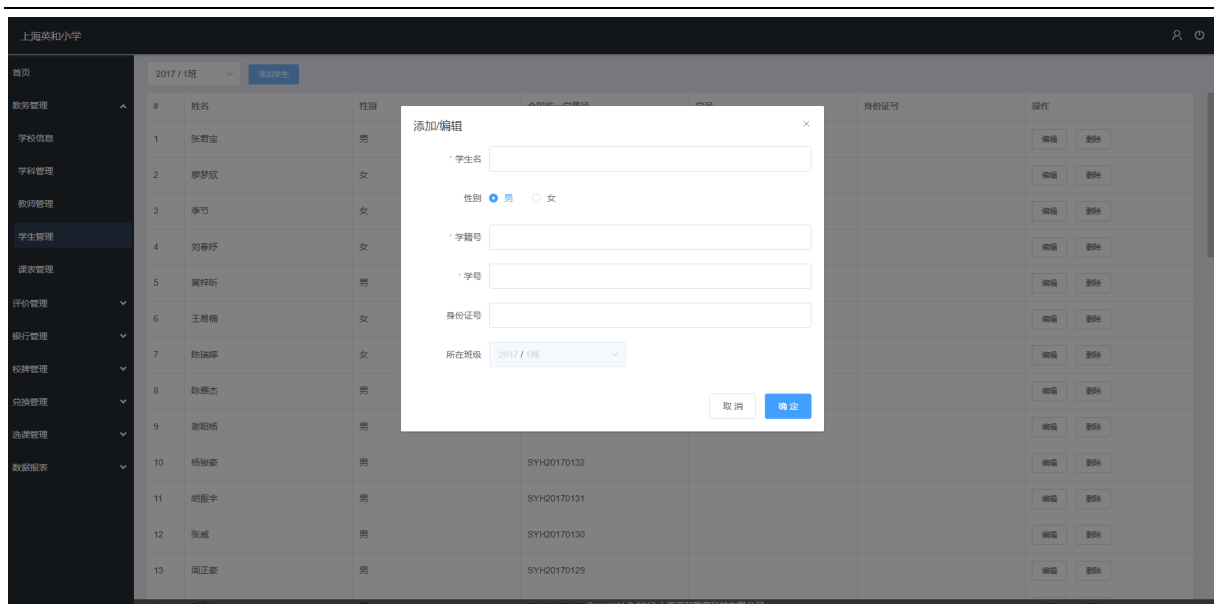 上海英和小学
首页
教务管理
学校信息
学科管理
教师管理
学生管理
课表管理
评价管理
银行管理
校牌管理
兑换管理
选课管理
数据报表
2017 / 1班 添加学生
# 姓名 性别 全国统一学籍号 学号 身份证号 操作
1 张君宝 男 编辑 删除
2 廖梦欣 女 编辑 删除
3 季节 女 编辑 删除
4 刘春妤 女 编辑 删除
5 黄梓昕 男 编辑 删除
6 王易楠 女 编辑 删除
7 陈瑞婷 女 编辑 删除
8 陈雁杰 男 编辑 删除
9 谢韬杨 男 编辑 删除
10 杨骏豪 男 SYH20170132 编辑 删除
11 胡振宇 男 SYH20170131 编辑 删除
12 张威 男 SYH20170130 编辑 删除
13 周正豪 男 SYH20170129 编辑 删除
添加/编辑
* 学生名
性别 男 女
* 学籍号
* 学号
身份证号
所在班级 2017 / 1班
取 消 确 定